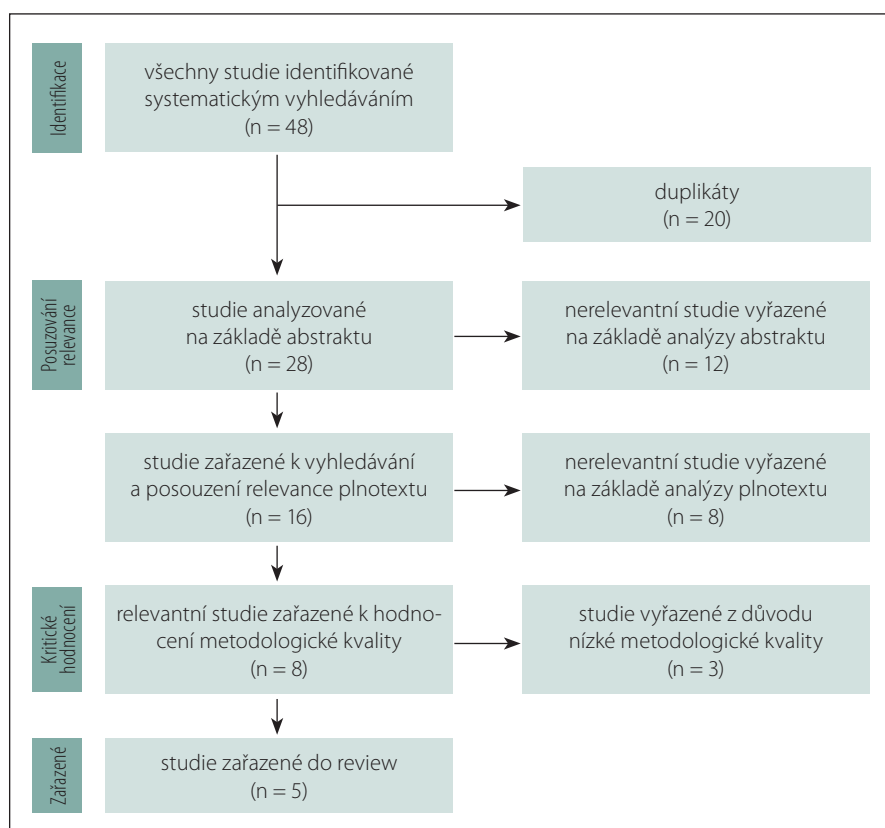 Identifikace
všechny studie identifikované
systematickým vyhledáváním
(n = 48)
duplikáty
(n = 20)
Posuzování
relevance
studie analyzované
na základě abstraktu
(n = 28)
nerelevantní studie vyřazené
na základě analýzy abstraktu
(n = 12)
studie zařazené k vyhledávání
a posouzení relevance plnotextu
(n = 16)
nerelevantní studie vyřazené
na základě analýzy plnotextu
(n = 8)
Kritické
hodnocení
relevantní studie zařazené k hodno-
cení metodologické kvality
(n = 8)
studie vyřazené z důvodu
nízké metodologické kvality
(n = 3)
Zařazené
studie zařazené do review
(n = 5)